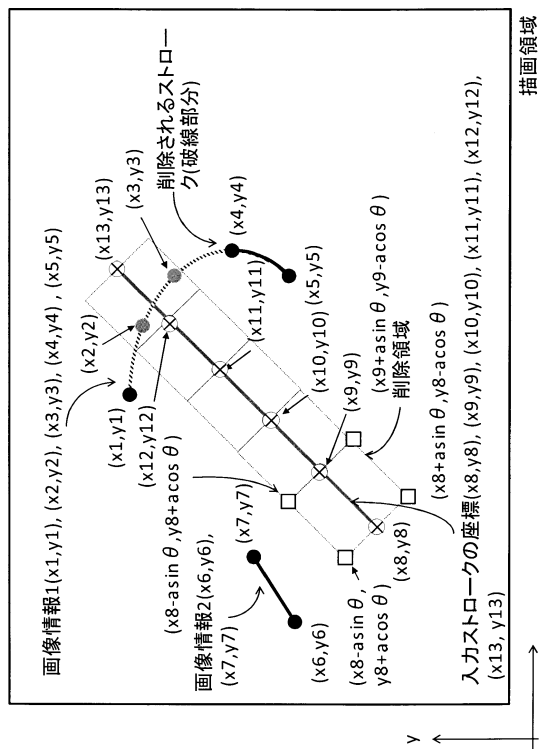 画像情報1(x1,y1), (x2,y2), (x3,y3), (x4,y4) , (x5,y5)
(x13,y13)
(x3,y3)
削除されるストロー
ク(破線部分)
(x2,y2)
(x1,y1)
(x12,y12)
(x4,y4)
(x11,y11)
(x5,y5)
(x8-asinθ,y8+acosθ)
(x10,y10)
画像情報2(x6,y6),
(x7,y7)
(x7,y7)
(x9,y9)
(x9+asinθ,y9-acosθ)
削除領域
(x6,y6)
(x8-asinθ,
y8+acosθ)
(x8,y8)
(x8+asinθ,y8-acosθ)
入力ストロークの座標(x8,y8), (x9,y9), (x10,y10), (x11,y11), (x12,y12),
(x13, y13)
描画領域
y